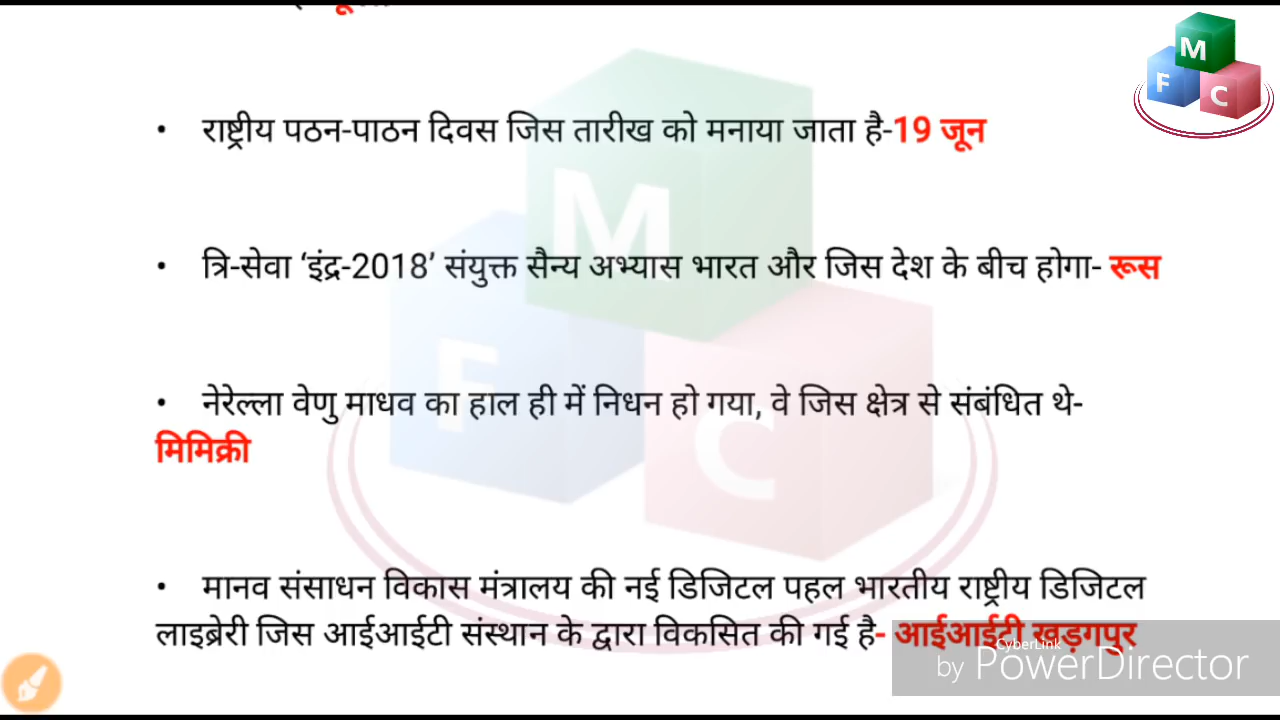 M
F
C
• राष्ट्रीय पठन-पाठन दिवस जिस तारीख को मनाया जाता है-19 जून
• त्रि-सेवा ‘इंद्र-2018’ संयुक्त सैन्य अभ्यास भारत और जिस देश के बीच होगा- रूस
• नेरेल्ला वेणु माधव का हाल ही में निधन हो गया, वे जिस क्षेत्र से संबंधित थे-
मिमिक्री
• मानव संसाधन विकास मंत्रालय की नई डिजिटल पहल भारतीय राष्ट्रीय डिजिटल
लाइब्रेरी जिस आईआईटी संस्थान के द्वारा विकसित की गई है- आईआईटी खड़गपुर
M
F
C
CyberLink
by PowerDirector